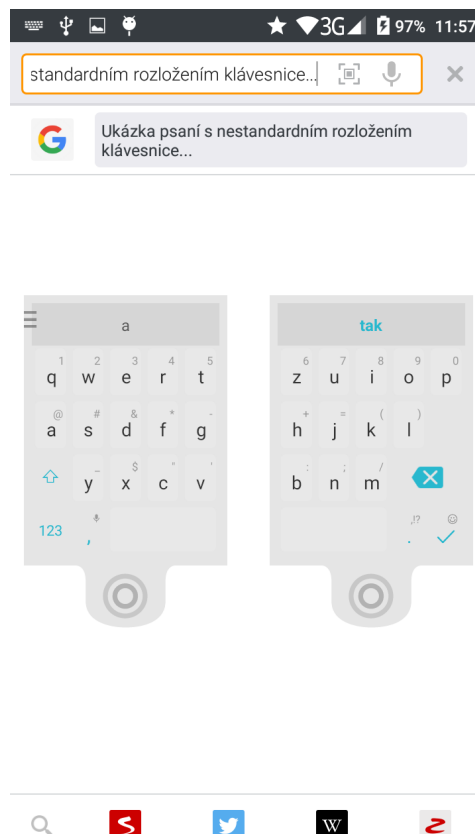 3G 97% 11:57
standardním rozložením klávesnice...
Ukázka psaní s nestandardním rozložením
klávesnice...
a tak
1 2 3 4 5 6 7 8 9 0
q w e r t z u i o p
@ # & * - + = ( )
a s d f g h j k l
_ $ " ' : ; /
y x c v b n m
,!?
123 , .
W